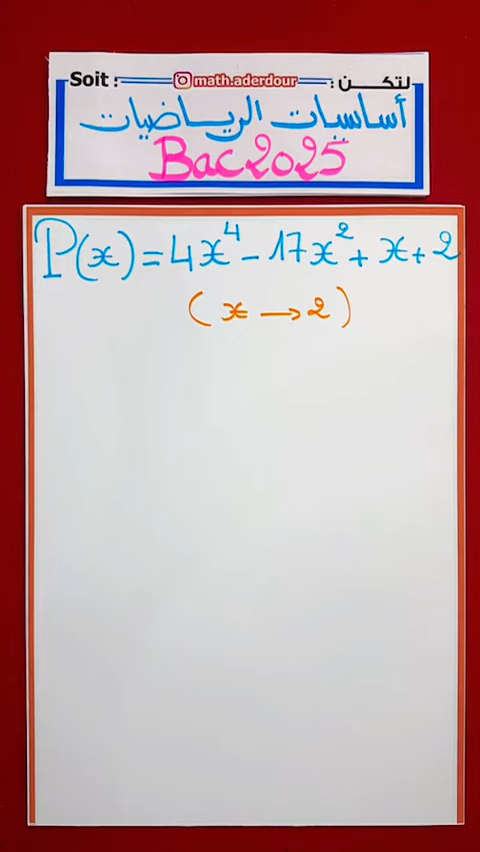 Soit : math.aderdour لتكن :
أساسيات الرياضيات
Bac2025
P(x) = 4x⁴ - 17x² + x + 2
(x → 2)